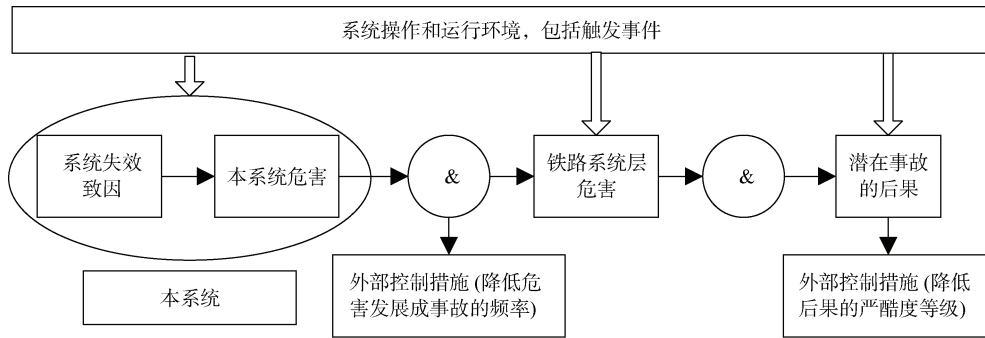 系统操作和运行环境，包括触发事件
系统失效
致因
本系统危害
&
铁路系统层
危害
&
潜在事故
的后果
本系统
外部控制措施 (降低危
害发展成事故的频率)
外部控制措施 (降低
后果的严酷度等级)